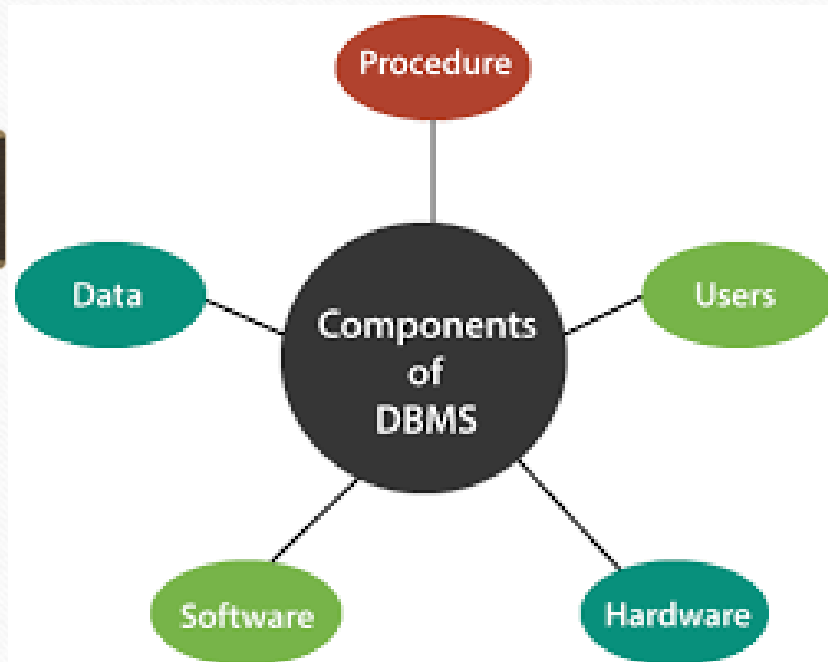 Procedure
Data
Users
Components
of
DBMS
Software
Hardware